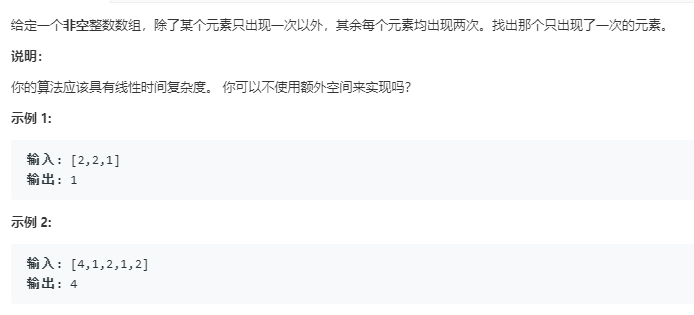 给定一个非空整数数组，除了某个元素只出现一次以外，其余每个元素均出现两次。找出那个只出现了一次的元素。
说明：
你的算法应该具有线性时间复杂度。 你可以不使用额外空间来实现吗？
示例 1:
输入: [2,2,1]
输出: 1
示例 2:
输入: [4,1,2,1,2]
输出: 4